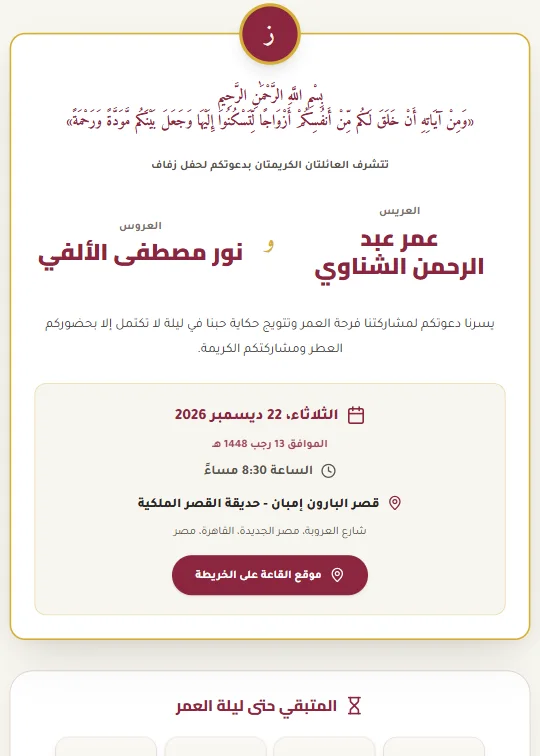 ز
بِسْمِ اللَّهِ الرَّحْمَٰنِ الرَّحِيمِ
«وَمِنْ آيَاتِهِ أَنْ خَلَقَ لَكُم مِّنْ أَنفُسِكُمْ أَزْوَاجًا لِّتَسْكُنُوا إِلَيْهَا وَجَعَلَ بَيْنَكُم مَّوَدَّةً وَرَحْمَةً»
تتشرف العائلتان الكريمتان بدعوتكم لحفل زفاف
العريس
عمر عبد
الرحمن الشناوي
و
العروس
نور مصطفى الألفي
يسرنا دعوتكم لمشاركتنا فرحة العمر وتتويج حكاية حبنا في ليلة لا تكتمل إلا بحضوركم
العطر ومشاركتكم الكريمة.
الثلاثاء، 22 ديسمبر 2026
الموافق 13 رجب 1448 هـ
الساعة 8:30 مساءً
قصر البارون إمبان - حديقة القصر الملكية
شارع العروبة، مصر الجديدة، القاهرة، مصر
موقع القاعة على الخريطة
المتبقي حتى ليلة العمر